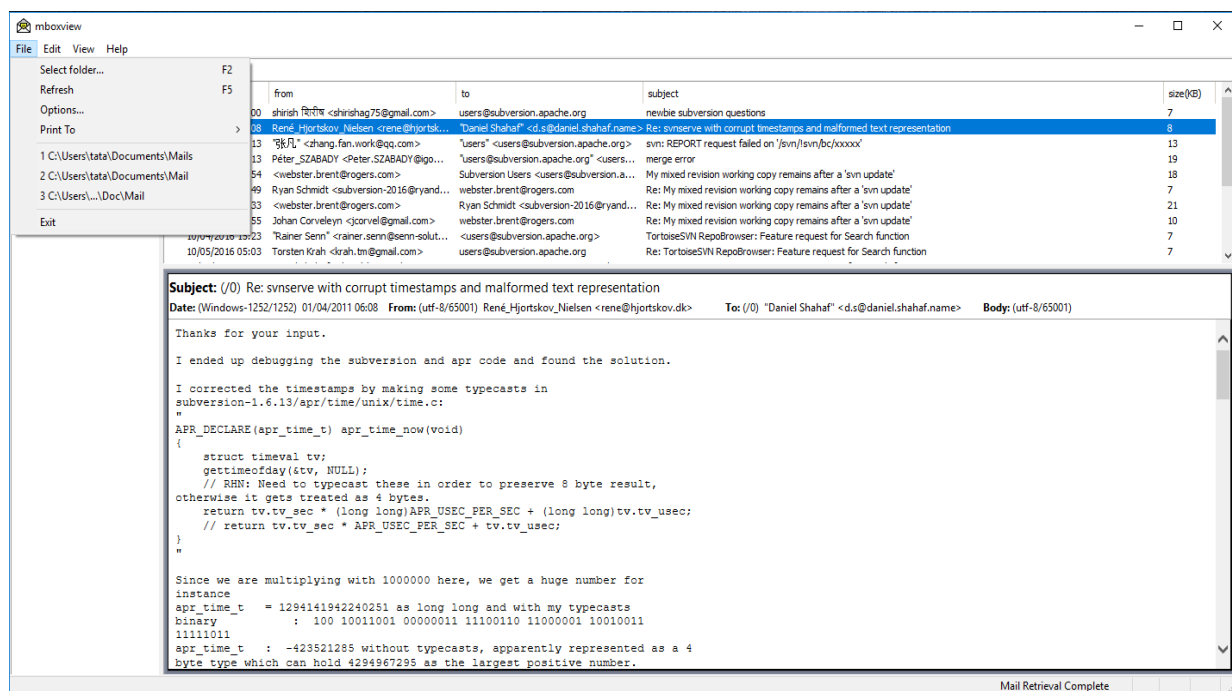 mboxview
File Edit View Help
Select folder... F2
Refresh F5
Options...
Print To
1 C:\Users\tata\Documents\Mails
2 C:\Users\tata\Documents\Mail
3 C:\Users\...\Doc\Mail
Exit
from to subject size(KB)
00 shirish शिरीष <shirishag75@gmail.com> users@subversion.apache.org newbie subversion questions 7
08 René_Hjortskov_Nielsen <rene@hjortsk... "Daniel Shahaf" <d.s@daniel.shahaf.name> Re: svnserve with corrupt timestamps and malformed text representation 8
13 "张凡" <zhang.fan.work@qq.com> "users" <users@subversion.apache.org> svn: REPORT request failed on '/svn/!svn/bc/xxxxx' 13
13 Péter_SZABADY <Peter.SZABADY@igo... "users@subversion.apache.org" <users... merge error 19
54 <webster.brent@rogers.com> Subversion Users <users@subversion.a... My mixed revision working copy remains after a 'svn update' 18
49 Ryan Schmidt <subversion-2016@ryand... webster.brent@rogers.com Re: My mixed revision working copy remains after a 'svn update' 7
33 <webster.brent@rogers.com> Ryan Schmidt <subversion-2016@ryand... Re: My mixed revision working copy remains after a 'svn update' 21
55 Johan Corveleyn <jcorvel@gmail.com> webster.brent@rogers.com Re: My mixed revision working copy remains after a 'svn update' 10
10/04/2016 15:23 "Rainer Senn" <rainer.senn@senn-solut... <users@subversion.apache.org> TortoiseSVN RepoBrowser: Feature request for Search function 7
10/05/2016 05:03 Torsten Krah <krah.tm@gmail.com> users@subversion.apache.org Re: TortoiseSVN RepoBrowser: Feature request for Search function 7
Subject: (/0) Re: svnserve with corrupt timestamps and malformed text representation
Date: (Windows-1252/1252) 01/04/2011 06:08 From: (utf-8/65001) René_Hjortskov_Nielsen <rene@hjortskov.dk> To: (/0) "Daniel Shahaf" <d.s@daniel.shahaf.name> Body: (utf-8/65001)
Thanks for your input.
I ended up debugging the subversion and apr code and found the solution.
I corrected the timestamps by making some typecasts in
subversion-1.6.13/apr/time/unix/time.c:
"
APR_DECLARE(apr_time_t) apr_time_now(void)
{
struct timeval tv;
gettimeofday(&tv, NULL);
// RHN: Need to typecast these in order to preserve 8 byte result,
otherwise it gets treated as 4 bytes.
return tv.tv_sec * (long long)APR_USEC_PER_SEC + (long long)tv.tv_usec;
// return tv.tv_sec * APR_USEC_PER_SEC + tv.tv_usec;
}
"
Since we are multiplying with 1000000 here, we get a huge number for
instance
apr_time_t = 1294141942240251 as long long and with my typecasts
binary : 100 10011001 00000011 11100110 11000001 10010011
11111011
apr_time_t : -423521285 without typecasts, apparently represented as a 4
byte type which can hold 4294967295 as the largest positive number.
Mail Retrieval Complete